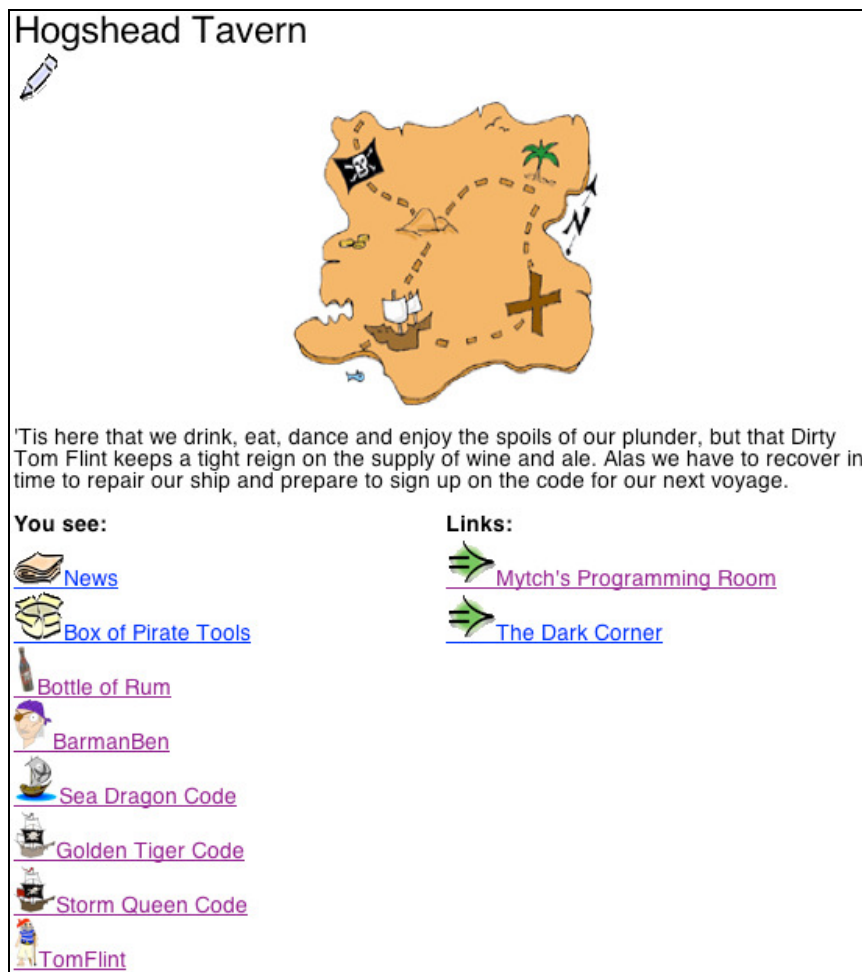 Hogshead Tavern
N
'Tis here that we drink, eat, dance and enjoy the spoils of our plunder, but that Dirty
Tom Flint keeps a tight reign on the supply of wine and ale. Alas we have to recover in
time to repair our ship and prepare to sign up on the code for our next voyage.
You see:
News
Box of Pirate Tools
Bottle of Rum
BarmanBen
Sea Dragon Code
Golden Tiger Code
Storm Queen Code
TomFlint
Links:
Mytch's Programming Room
The Dark Corner